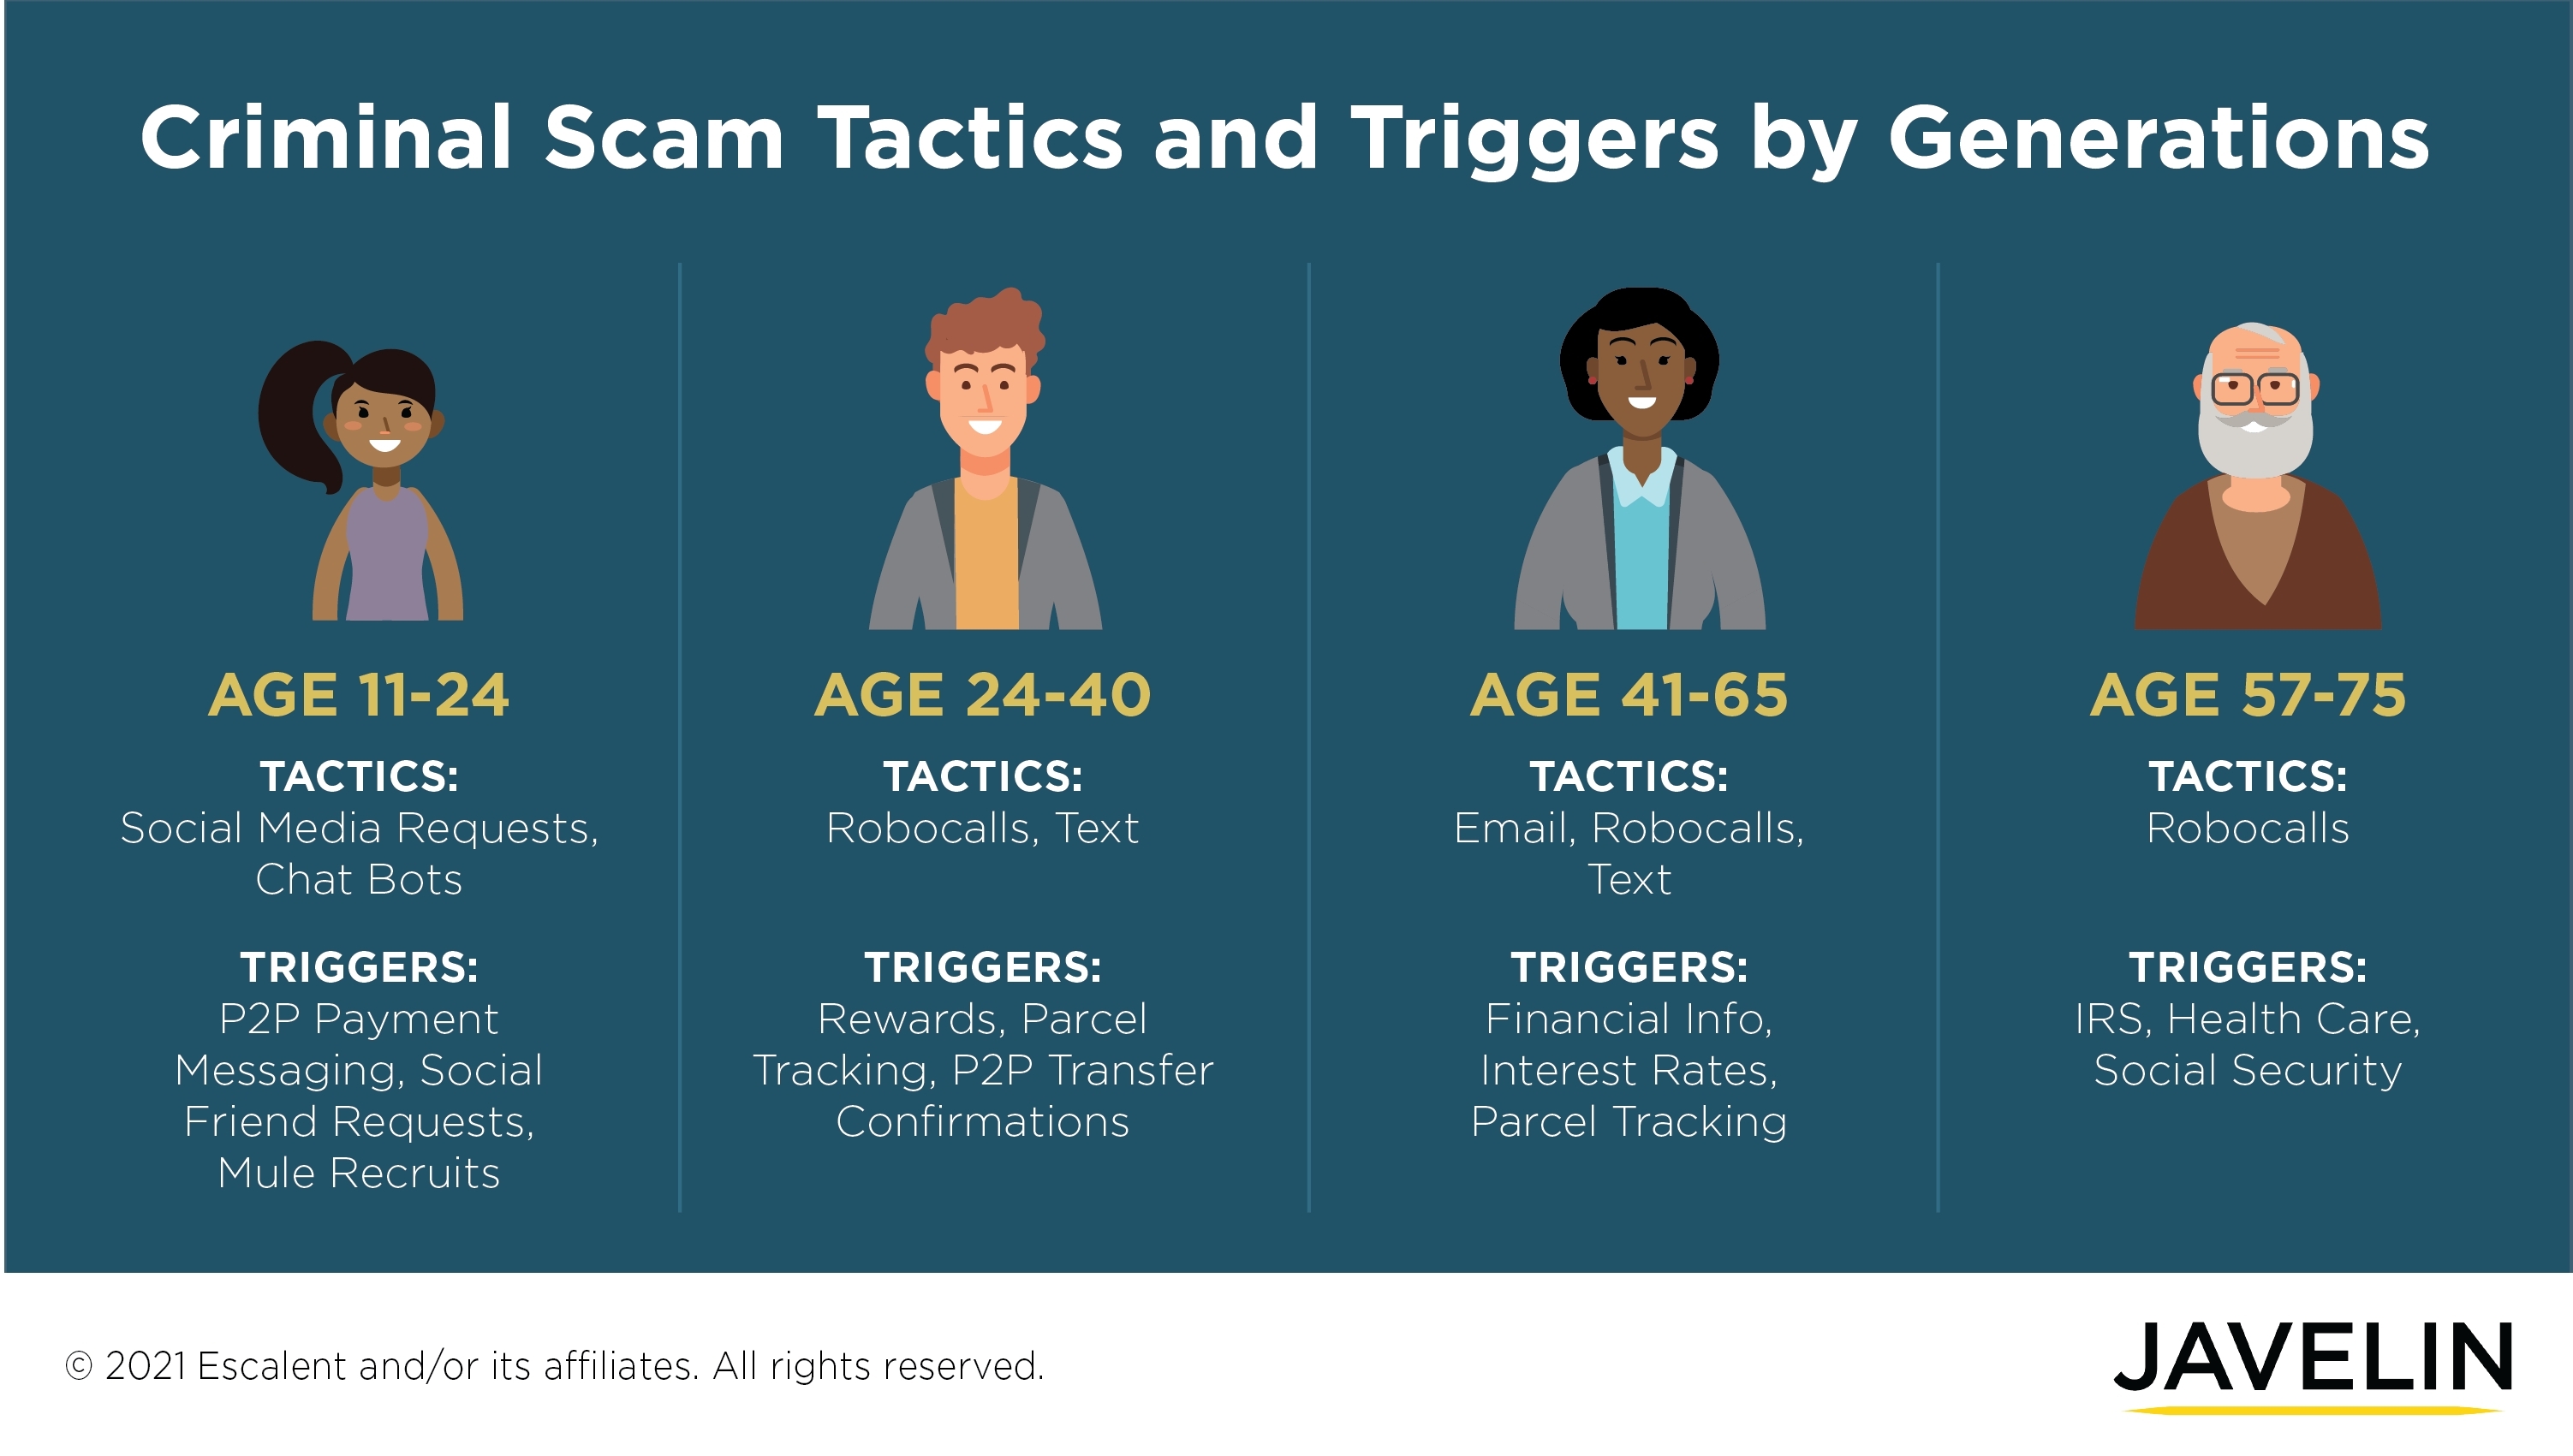 Criminal Scam Tactics and Triggers by Generations
AGE 11-24
TACTICS:
Social Media Requests,
Chat Bots
TRIGGERS:
P2P Payment
Messaging, Social
Friend Requests,
Mule Recruits
AGE 24-40
TACTICS:
Robocalls, Text
TRIGGERS:
Rewards, Parcel
Tracking, P2P Transfer
Confirmations
AGE 41-65
TACTICS:
Email, Robocalls,
Text
TRIGGERS:
Financial Info,
Interest Rates,
Parcel Tracking
AGE 57-75
TACTICS:
Robocalls
TRIGGERS:
IRS, Health Care,
Social Security
© 2021 Escalent and/or its affiliates. All rights reserved.
JAVELIN